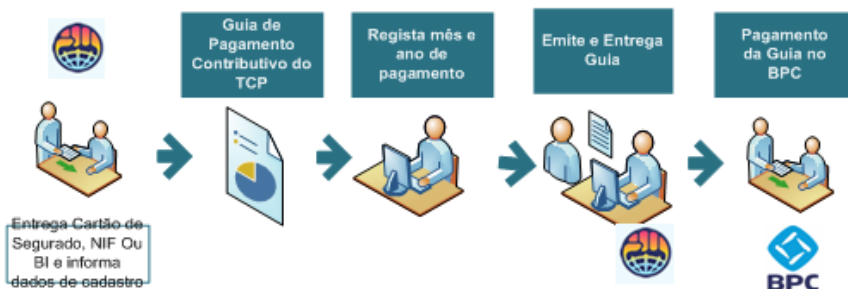 Guia de
Pagamento
Contributivo do
TCP
Regista mês e
ano de
pagamento
Emite e Entrega
Guia
Pagamento
da Guia no
BPC
Entrega Cartão de
Segurado, NIF Ou
BI e informa
dados de cadastro
BPC